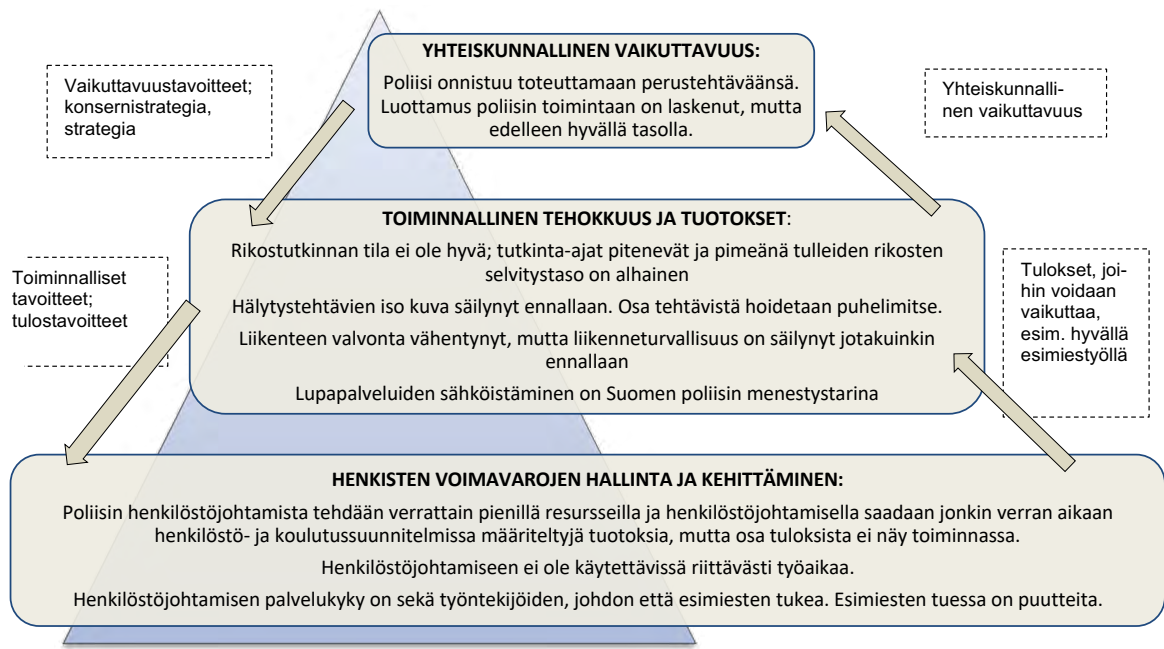 YHTEISKUNNALLINEN VAIKUTTAVUUS:
Poliisi onnistuu toteuttamaan perustehtäväänsä.
Luottamus poliisin toimintaan on laskenut, mutta
edelleen hyvällä tasolla.
Vaikuttavuustavoitteet;
konsernistrategia,
strategia
Yhteiskunnalli-
nen vaikuttavuus
TOIMINNALLINEN TEHOKKUUS JA TUOTOKSET:
Rikostutkinnan tila ei ole hyvä; tutkinta-ajat pitenevät ja pimeänä tulleiden rikosten
selvitystaso on alhainen
Hälytystehtävien iso kuva säilynyt ennallaan. Osa tehtävistä hoidetaan puhelimitse.
Liikenteen valvonta vähentynyt, mutta liikenneturvallisuus on säilynyt jotakuinkin
ennallaan
Lupapalveluiden sähköistäminen on Suomen poliisin menestystarina
Toiminnalliset
tavoitteet;
tulostavoitteet
Tulokset, joi-
hin voidaan
vaikuttaa,
esim. hyvällä
esimiestyöllä
HENKISTEN VOIMAVAROJEN HALLINTA JA KEHITTÄMINEN:
Poliisin henkilöstöjohtamista tehdään verrattain pienillä resursseilla ja henkilöstöjohtamisella saadaan jonkin verran aikaan
henkilöstö- ja koulutussuunnitelmissa määriteltyjä tuotoksia, mutta osa tuloksista ei näy toiminnassa.
Henkilöstöjohtamiseen ei ole käytettävissä riittävästi työaikaa.
Henkilöstöjohtamisen palvelukyky on sekä työntekijöiden, johdon että esimiesten tukea. Esimiesten tuessa on puutteita.